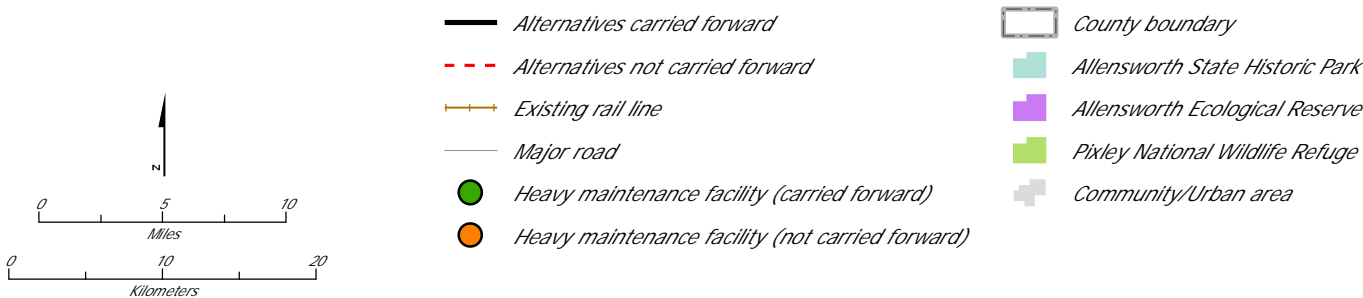 Alternatives carried forward
Alternatives not carried forward
Existing rail line
Major road
Heavy maintenance facility (carried forward)
Heavy maintenance facility (not carried forward)
County boundary
Allensworth State Historic Park
Allensworth Ecological Reserve
Pixley National Wildlife Refuge
Community/Urban area
N
0 5 10
Miles
0 10 20
Kilometers